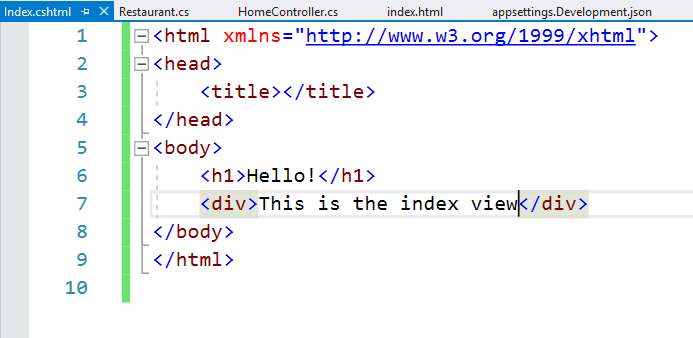 Index.cshtml Restaurant.cs HomeController.cs index.html appsettings.Development.json
1 <html xmlns="http://www.w3.org/1999/xhtml">
2 <head>
3 <title></title>
4 </head>
5 <body>
6 <h1>Hello!</h1>
7 <div>This is the index view</div>
8 </body>
9 </html>
10